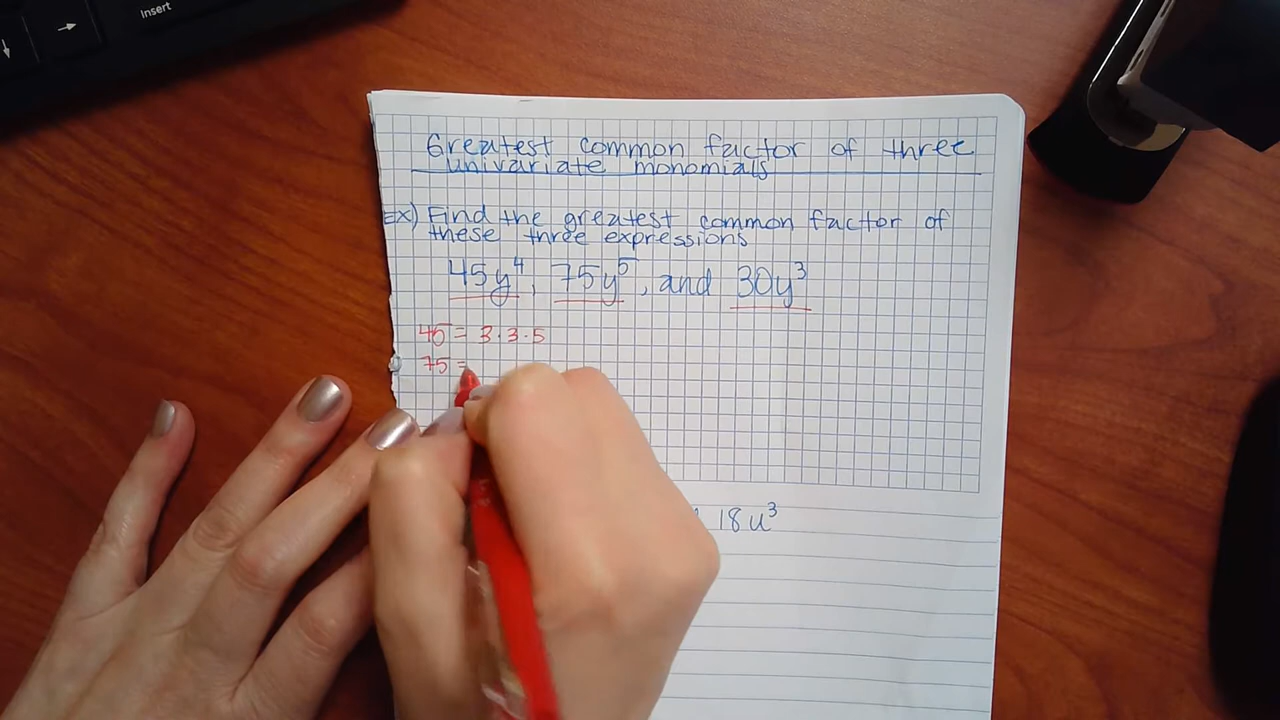 Insert
Greatest common factor of three
univariate monomials
EX) Find the greatest common factor of
these three expressions
45y⁴, 75y⁵, and 30y³
45 = 3·3·5
75 =
18u³